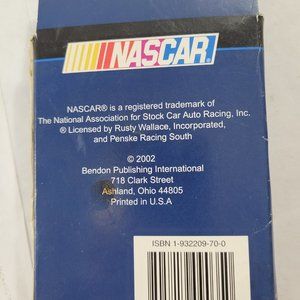 NASCAR
NASCAR® is a registered trademark of
The National Association for Stock Car Auto Racing, Inc.
® Licensed by Rusty Wallace, Incorporated,
and Penske Racing South
© 2002
Bendon Publishing International
718 Clark Street
Ashland, Ohio 44805
Printed in U.S.A
ISBN 1-932209-70-0